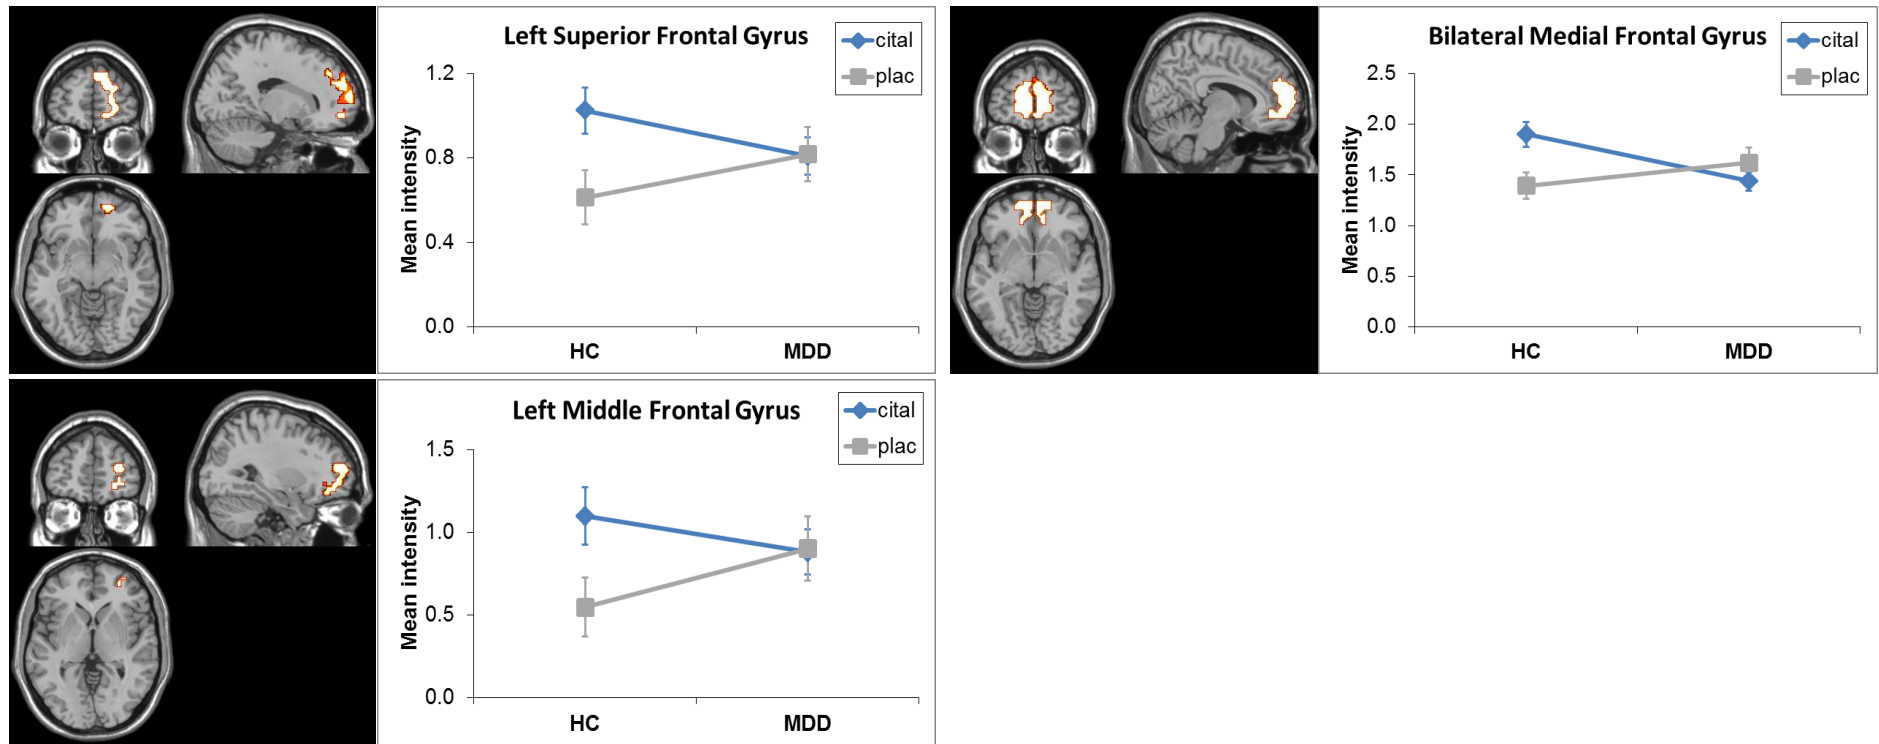 Left Superior Frontal Gyrus
cital
plac
1.2
0.8
0.4
0.0
Mean intensity
HC MDD
Bilateral Medial Frontal Gyrus
cital
plac
2.5
2.0
1.5
1.0
0.5
0.0
Mean intensity
HC MDD
Left Middle Frontal Gyrus
cital
plac
1.5
1.0
0.5
0.0
Mean intensity
HC MDD